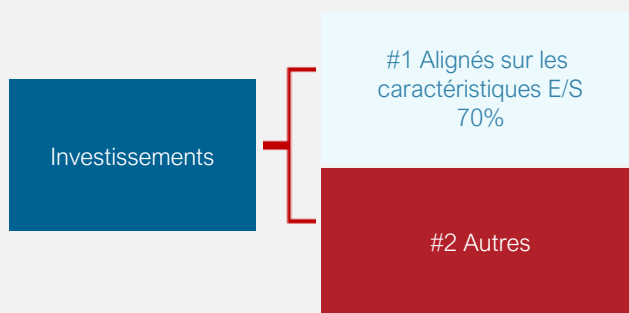 Investissements
#1 Alignés sur les
caractéristiques E/S
70%
#2 Autres